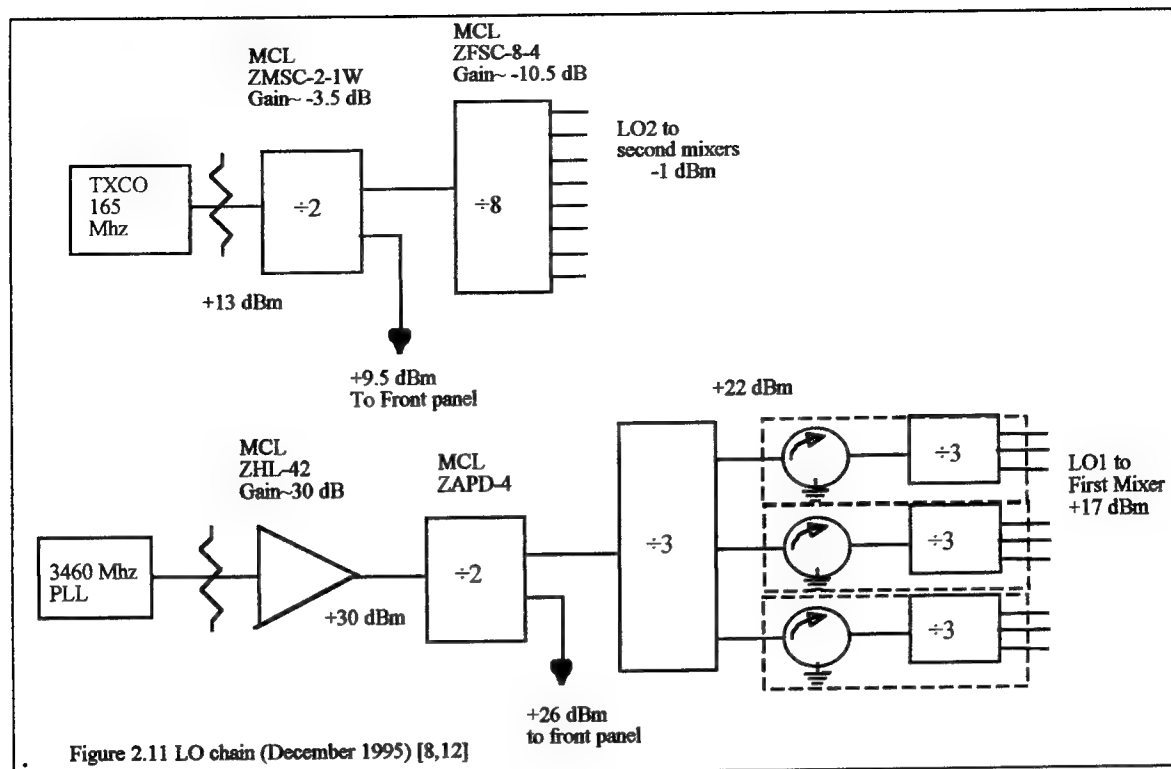 MCL
ZMSC-2-1W
Gain~ -3.5 dB
MCL
ZFSC-8-4
Gain~ -10.5 dB
LO2 to
second mixers
-1 dBm
TXCO
165
Mhz
÷2
÷8
+13 dBm
+9.5 dBm
To Front panel
+22 dBm
MCL
ZHL-42
Gain~30 dB
MCL
ZAPD-4
÷3
LO1 to
First Mixer
+17 dBm
3460 Mhz
PLL
+30 dBm
÷2
÷3
÷3
÷3
+26 dBm
to front panel
Figure 2.11 LO chain (December 1995) [8,12]